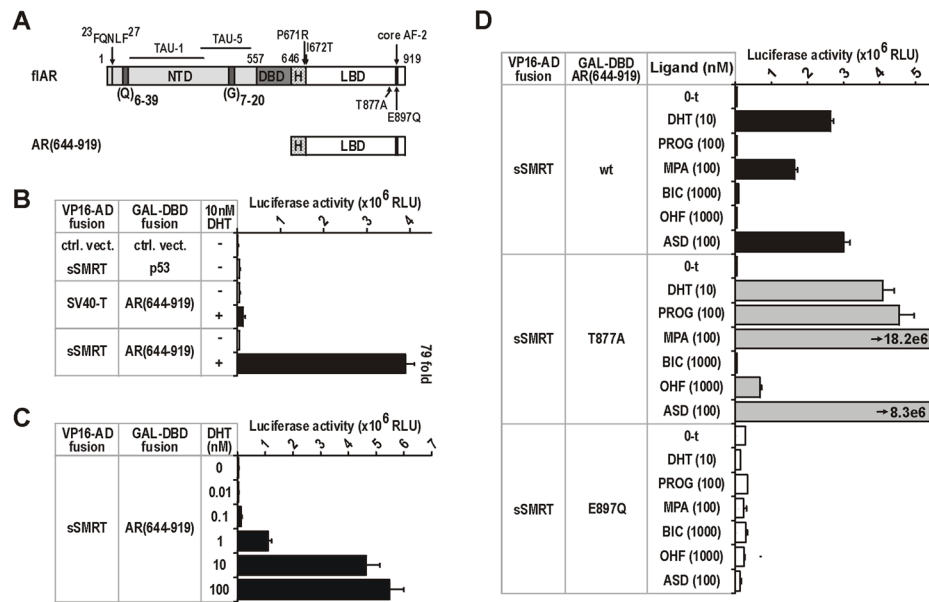 A
23FQNLF27
P671R
I672T
core AF-2
TAU-1
TAU-5
1
557
646
919
flAR
NTD
DBD
H
LBD
(Q)6-39
(G)7-20
T877A
E897Q
AR(644-919)
H
LBD
B
VP16-AD fusion
GAL-DBD fusion
10nM DHT
Luciferase activity (x10^6 RLU)
1 2 3 4
ctrl. vect. ctrl. vect. -
sSMRT p53 -
SV40-T AR(644-919) -
+
sSMRT AR(644-919) -
+
79 fold
C
VP16-AD fusion
GAL-DBD fusion
DHT (nM)
Luciferase activity (x10^6 RLU)
1 2 3 4 5 6 7
sSMRT AR(644-919)
0
0.01
0.1
1
10
100
D
VP16-AD fusion
GAL-DBD AR(644-919)
Ligand (nM)
Luciferase activity (x10^6 RLU)
1 2 3 4 5
sSMRT wt
0-t
DHT (10)
PROG (100)
MPA (100)
BIC (1000)
OHF (1000)
ASD (100)
sSMRT T877A
0-t
DHT (10)
PROG (100)
MPA (100) →18.2e6
BIC (1000)
OHF (1000)
ASD (100) →8.3e6
sSMRT E897Q
0-t
DHT (10)
PROG (100)
MPA (100)
BIC (1000)
OHF (1000)
ASD (100)